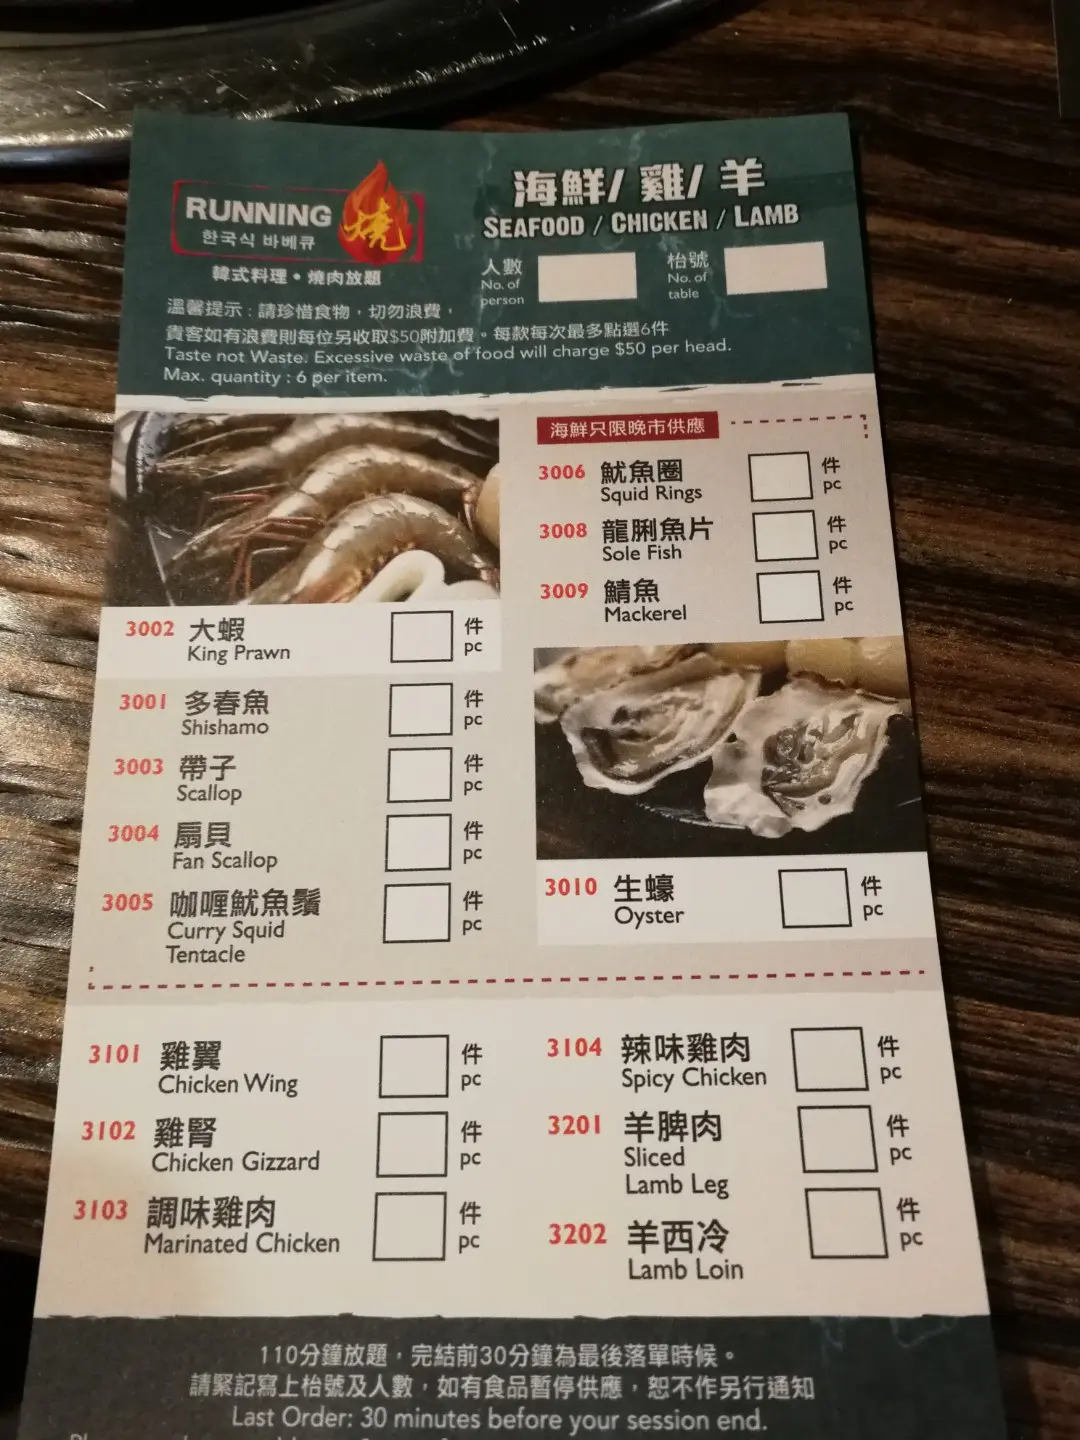 RUNNING 燒
한국식 바베큐
韓式料理•燒肉放題
海鮮/ 雞/ 羊
SEAFOOD / CHICKEN / LAMB
人數
No. of
person
枱號
No. of
table
溫馨提示:請珍惜食物,切勿浪費,
貴客如有浪費則每位另收取$50附加費。每款每次最多點選6件
Taste not Waste. Excessive waste of food will charge $50 per head.
Max. quantity : 6 per item.
3002 大蝦 件
King Prawn pc
3001 多春魚 件
Shishamo pc
3003 帶子 件
Scallop pc
3004 扇貝 件
Fan Scallop pc
3005 咖喱魷魚鬚 件
Curry Squid pc
Tentacle
海鮮只限晚市供應
3006 魷魚圈 件
Squid Rings pc
3008 龍脷魚片 件
Sole Fish pc
3009 鯖魚 件
Mackerel pc
3010 生蠔 件
Oyster pc
3101 雞翼 件
Chicken Wing pc
3102 雞腎 件
Chicken Gizzard pc
3103 調味雞肉 件
Marinated Chicken pc
3104 辣味雞肉 件
Spicy Chicken pc
3201 羊脾肉 件
Sliced pc
Lamb Leg
3202 羊西冷 件
Lamb Loin pc
110分鐘放題,完結前30分鐘為最後落單時候。
請緊記寫上枱號及人數,如有食品暫停供應,恕不作另行通知
Last Order: 30 minutes before your session end.